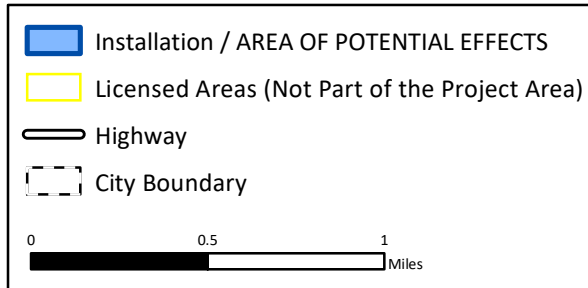 Installation / AREA OF POTENTIAL EFFECTS
Licensed Areas (Not Part of the Project Area)
Highway
City Boundary
0 0.5 1
Miles